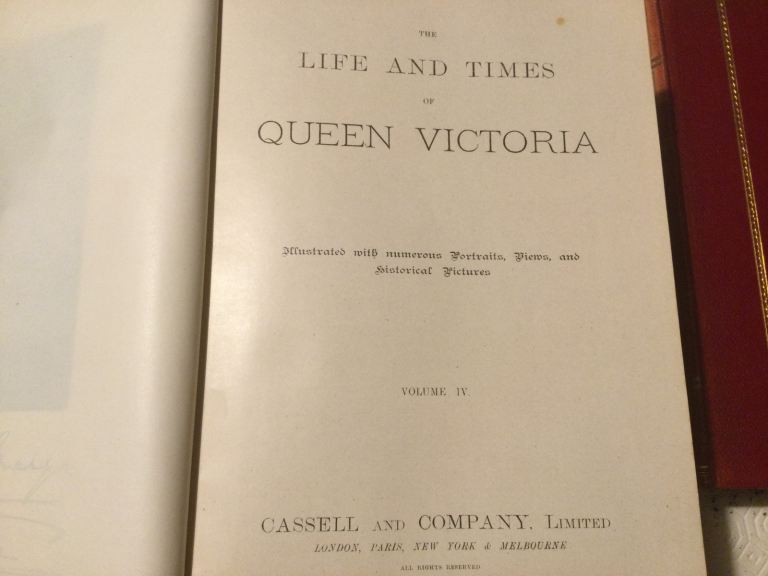 THE
LIFE AND TIMES
OF
QUEEN VICTORIA
Illustrated with numerous Portraits, Views, and
Historical Pictures
VOLUME IV.
CASSELL AND COMPANY, LIMITED
LONDON, PARIS, NEW YORK & MELBOURNE
ALL RIGHTS RESERVED